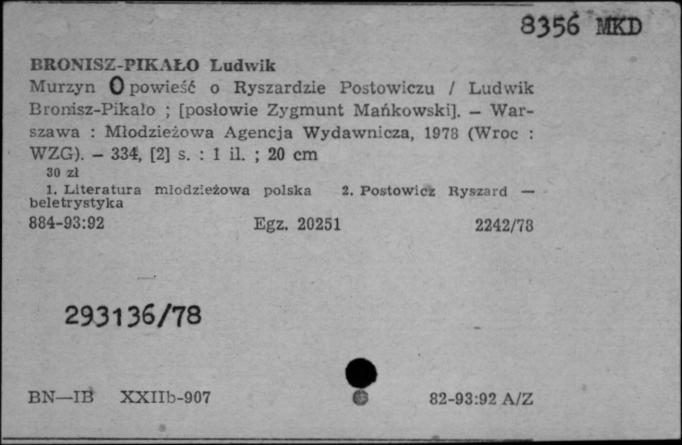 8356 MKD
BRONISZ-PIKAŁO Ludwik
Murzyn O powieść o Ryszardzie Postowiczu / Ludwik
Bronisz-Pikało ; [posłowie Zygmunt Mańkowski]. — War-
szawa : Młodzieżowa Agencja Wydawnicza, 1978 (Wroc :
WZG). — 334, [2] s. : 1 il. ; 20 cm
30 zł
1. Literatura młodzieżowa polska 2. Postowicz Ryszard —
beletrystyka
884-93:92 Egz. 20251 2242/78
293136/78
BN—IB XXIIb-907 82-93:92 A/Z